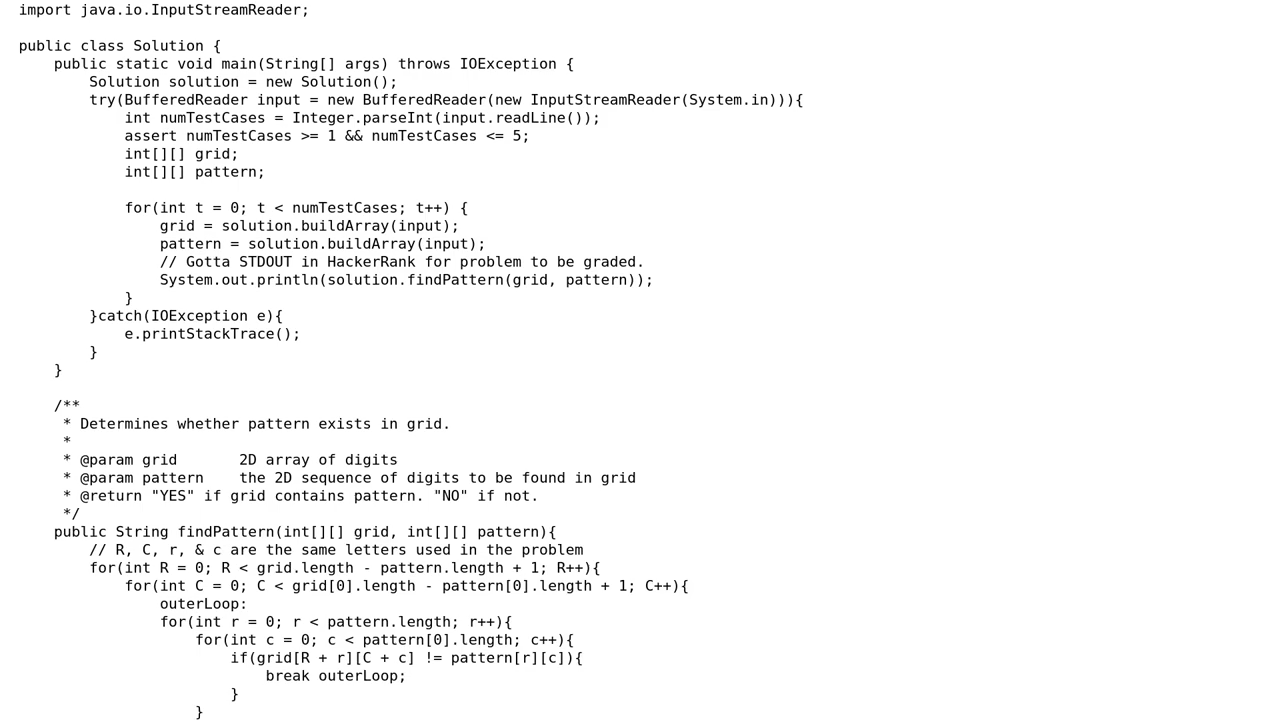 import java.io.InputStreamReader;

public class Solution {
    public static void main(String[] args) throws IOException {
        Solution solution = new Solution();
        try(BufferedReader input = new BufferedReader(new InputStreamReader(System.in))){
            int numTestCases = Integer.parseInt(input.readLine());
            assert numTestCases >= 1 && numTestCases <= 5;
            int[][] grid;
            int[][] pattern;

            for(int t = 0; t < numTestCases; t++) {
                grid = solution.buildArray(input);
                pattern = solution.buildArray(input);
                // Gotta STDOUT in HackerRank for problem to be graded.
                System.out.println(solution.findPattern(grid, pattern));
            }
        }catch(IOException e){
            e.printStackTrace();
        }
    }

    /**
     * Determines whether pattern exists in grid.
     *
     * @param grid       2D array of digits
     * @param pattern    the 2D sequence of digits to be found in grid
     * @return "YES" if grid contains pattern. "NO" if not.
     */
    public String findPattern(int[][] grid, int[][] pattern){
        // R, C, r, & c are the same letters used in the problem
        for(int R = 0; R < grid.length - pattern.length + 1; R++){
            for(int C = 0; C < grid[0].length - pattern[0].length + 1; C++){
                outerLoop:
                for(int r = 0; r < pattern.length; r++){
                    for(int c = 0; c < pattern[0].length; c++){
                        if(grid[R + r][C + c] != pattern[r][c]){
                            break outerLoop;
                        }
                    }